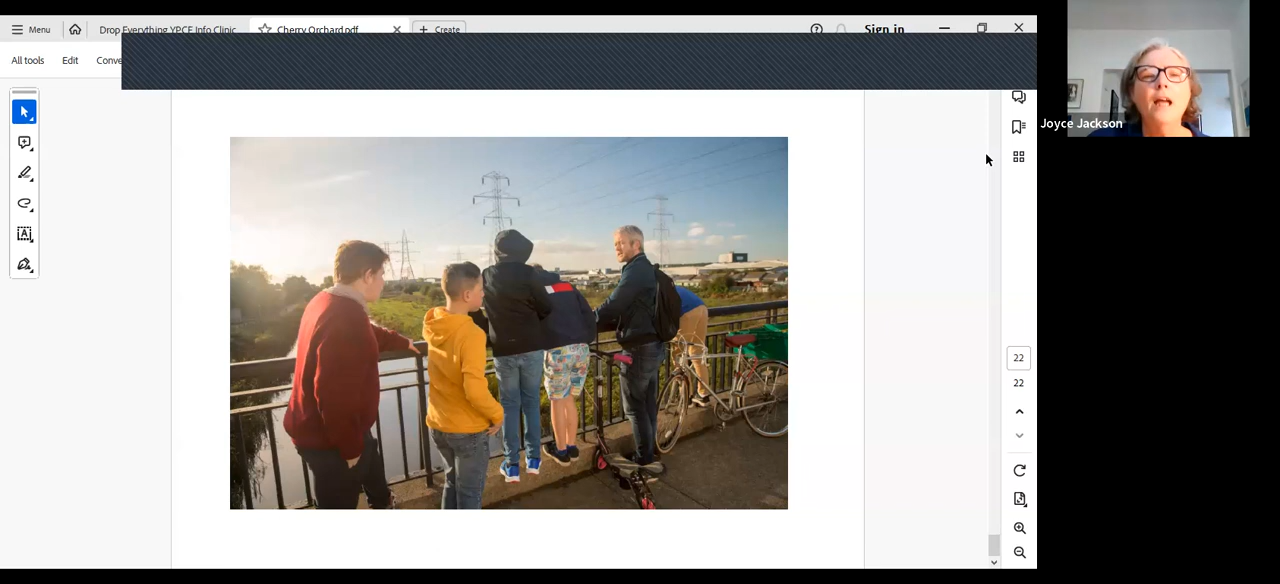 Menu
Drop Everything YPCE Info Clinic
Cherry Orchard.pdf
Create
Sign in
All tools
Edit
Conve
Joyce Jackson
22
22